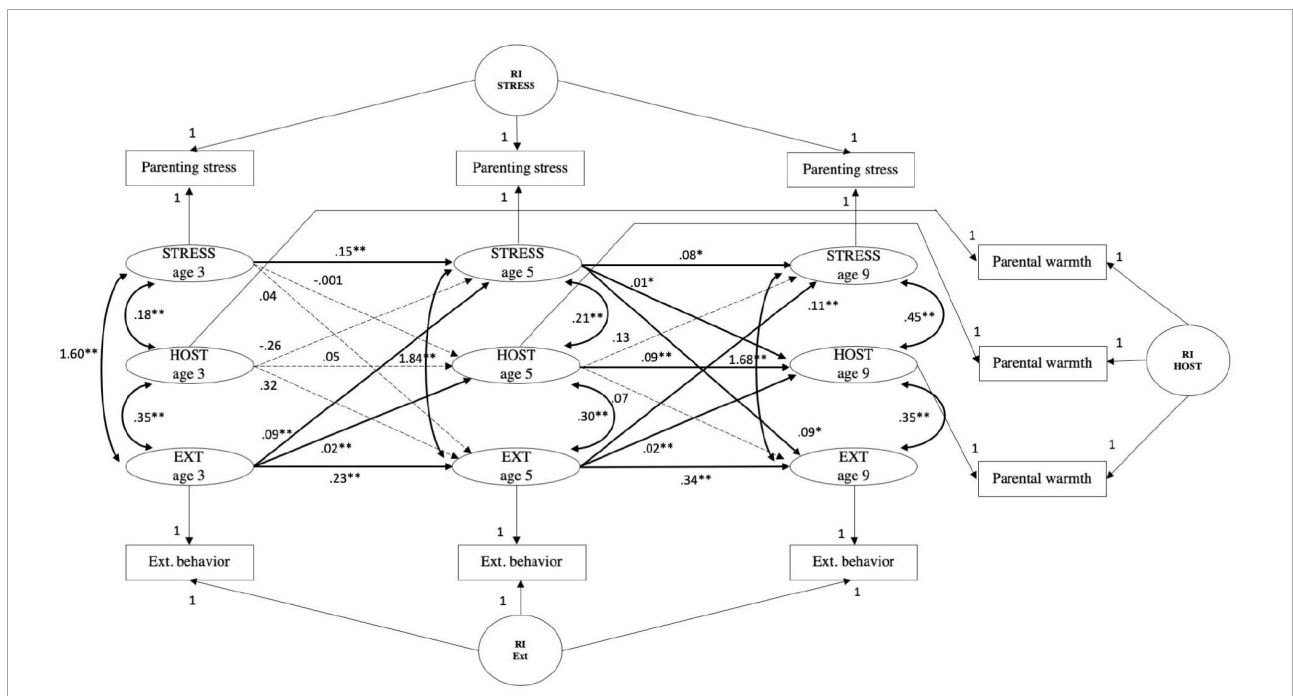 RI
STRESS
1
1
1
Parenting stress
Parenting stress
Parenting stress
1
1
1
STRESS
age 3
.15**
STRESS
age 5
.08*
STRESS
age 9
1
Parental warmth
1
-.001
.04
.01*
.11**
.18**
.21**
.13
.45**
1.60**
HOST
age 3
-.26
.05
.32
1.84**
HOST
age 5
.09**
1.68**
HOST
age 9
1
Parental warmth
1
RI
HOST
.35**
.09**
.02**
.30**
.07
.02**
.09*
.35**
EXT
age 3
.23**
EXT
age 5
.34**
EXT
age 9
1
Parental warmth
1
1
1
1
Ext. behavior
Ext. behavior
Ext. behavior
1
1
1
RI
Ext